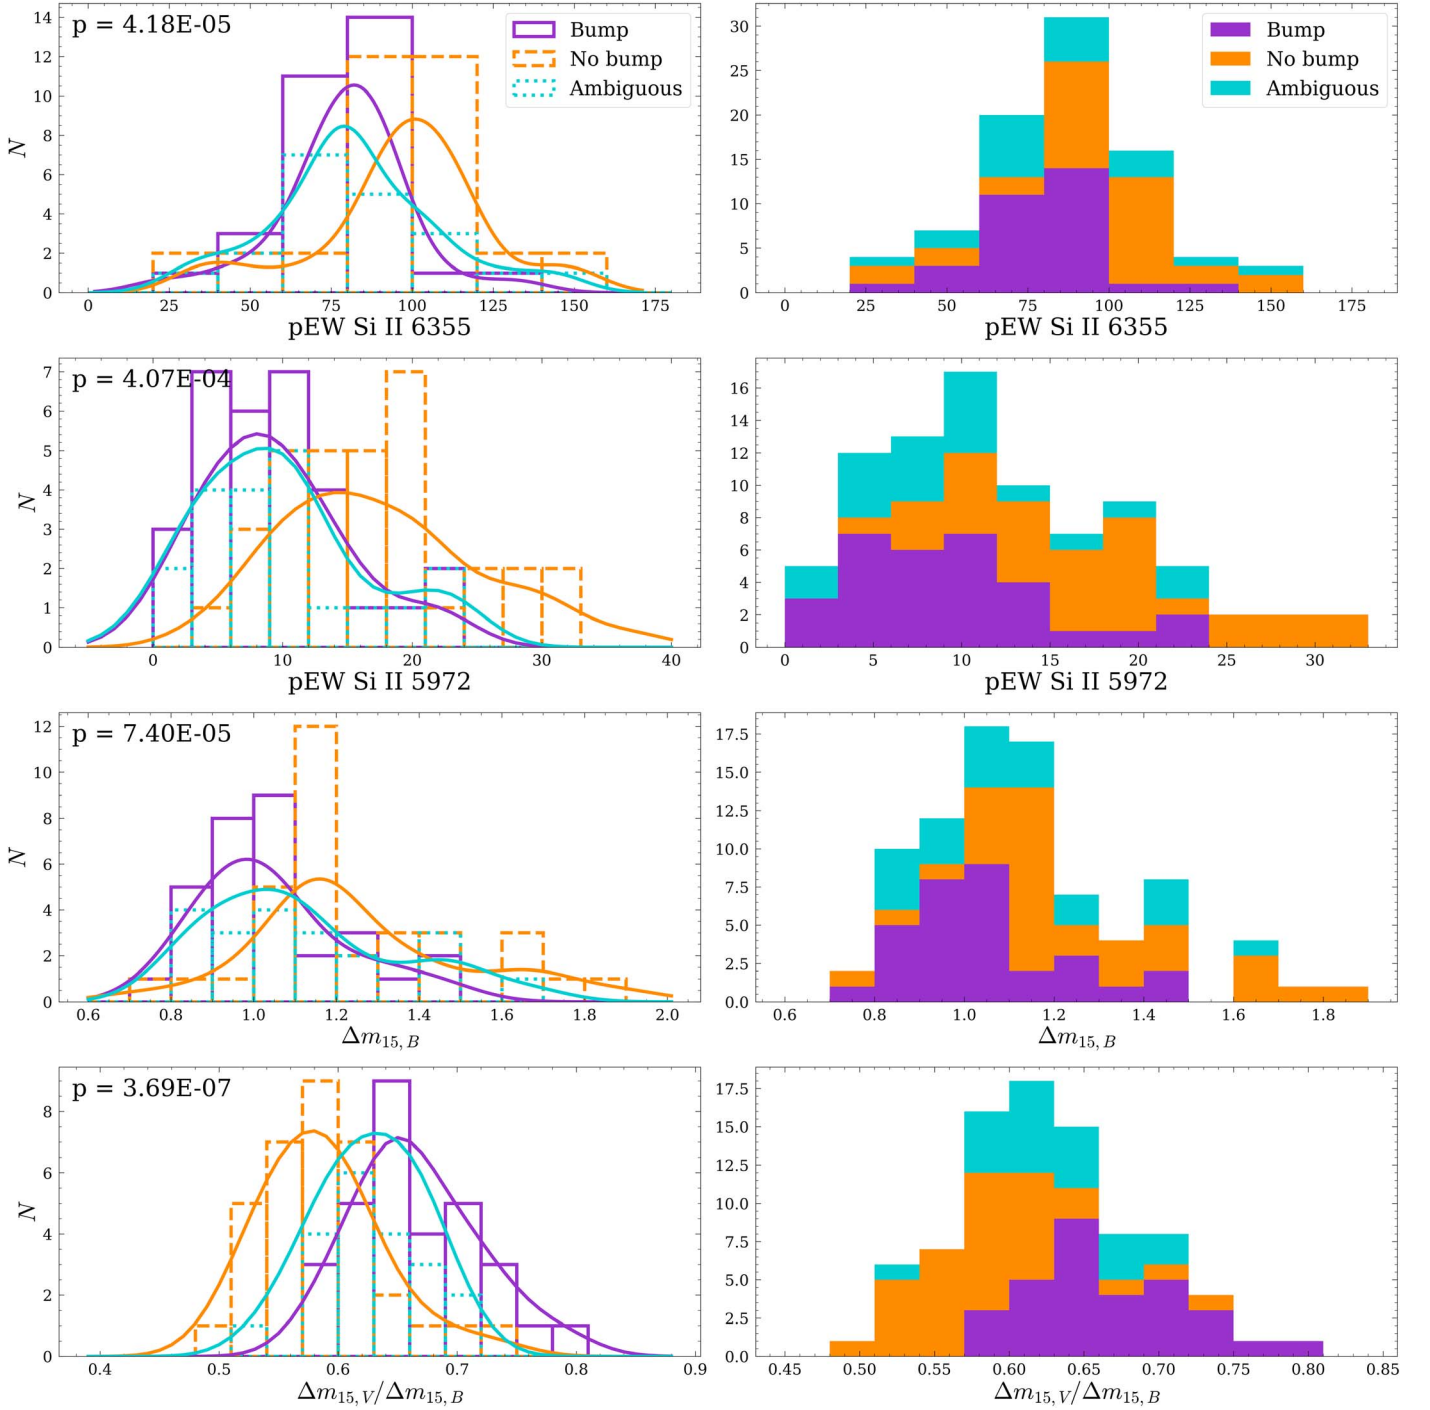 p = 4.18E-05
Bump
No bump
Ambiguous
N
14
12
10
8
6
4
2
0
0 25 50 75 100 125 150 175
pEW Si II 6355
Bump
No bump
Ambiguous
30
25
20
15
10
5
0
0 25 50 75 100 125 150 175
pEW Si II 6355
p = 4.07E-04
N
7
6
5
4
3
2
1
0
0 10 20 30 40
pEW Si II 5972
16
14
12
10
8
6
4
2
0
0 5 10 15 20 25 30
pEW Si II 5972
p = 7.40E-05
N
12
10
8
6
4
2
0
0.6 0.8 1.0 1.2 1.4 1.6 1.8 2.0
Δm15, B
17.5
15.0
12.5
10.0
7.5
5.0
2.5
0.0
0.6 0.8 1.0 1.2 1.4 1.6 1.8
Δm15, B
p = 3.69E-07
N
8
6
4
2
0
0.4 0.5 0.6 0.7 0.8 0.9
Δm15, V/Δm15, B
17.5
15.0
12.5
10.0
7.5
5.0
2.5
0.0
0.45 0.50 0.55 0.60 0.65 0.70 0.75 0.80 0.85
Δm15, V/Δm15, B